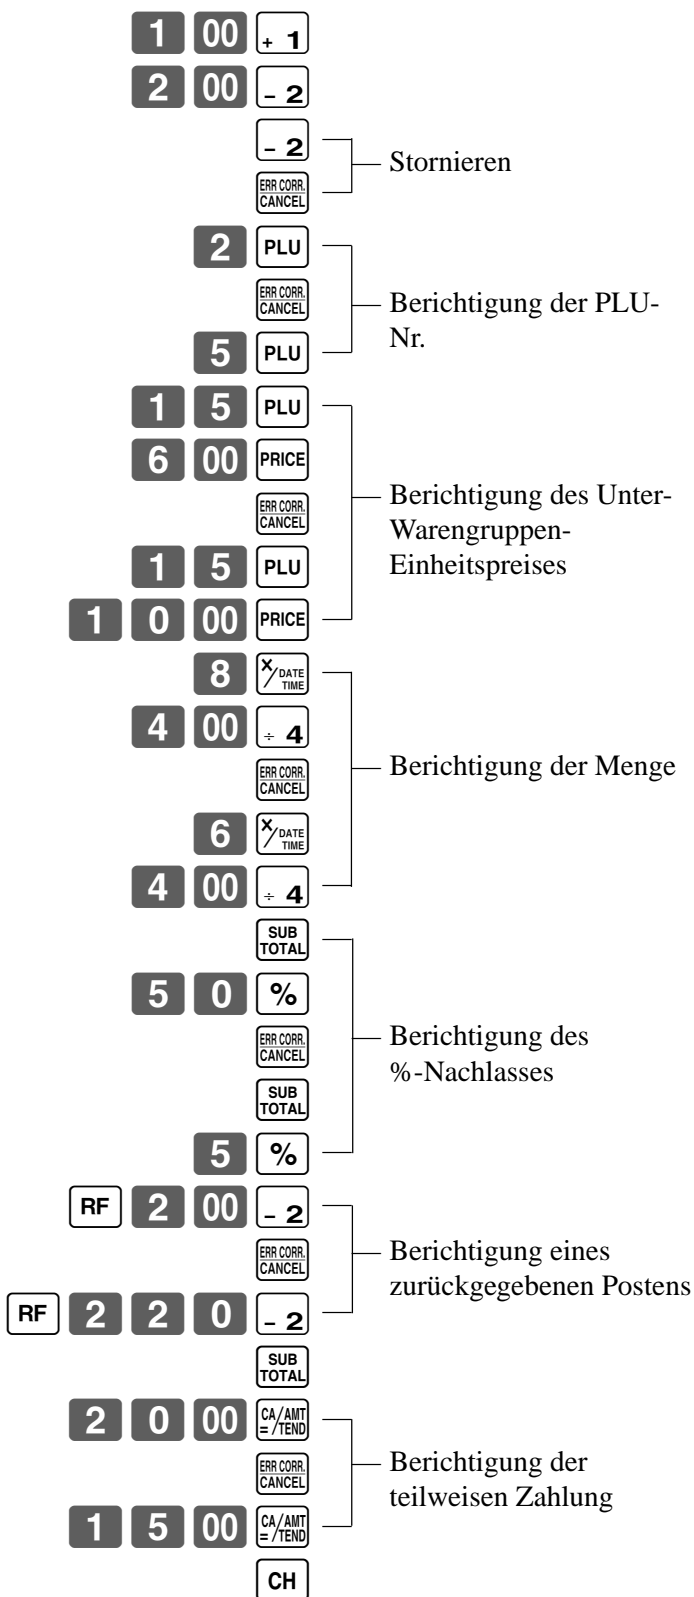 1 00 + 1
2 00 - 2
- 2
Stornieren
ERR CORR. CANCEL
2 PLU
ERR CORR. CANCEL
Berichtigung der PLU-
Nr.
5 PLU
1 5 PLU
6 00 PRICE
ERR CORR. CANCEL
Berichtigung des Unter-
Warengruppen-
Einheitspreises
1 5 PLU
1 0 00 PRICE
8 ×/DATE TIME
4 00 ÷ 4
ERR CORR. CANCEL
Berichtigung der Menge
6 ×/DATE TIME
4 00 ÷ 4
SUB TOTAL
5 0 %
ERR CORR. CANCEL
Berichtigung des
%-Nachlasses
SUB TOTAL
5 %
RF 2 00 - 2
ERR CORR. CANCEL
Berichtigung eines
zurückgegebenen Postens
RF 2 2 0 - 2
SUB TOTAL
2 0 00 CA/AMT =/TEND
ERR CORR. CANCEL
Berichtigung der
teilweisen Zahlung
1 5 00 CA/AMT =/TEND
CH